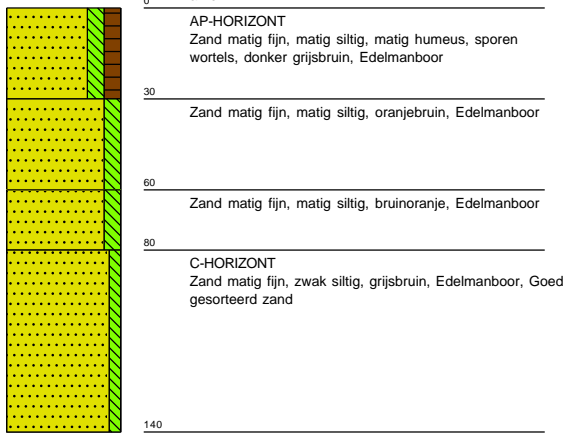 0
AP-HORIZONT
Zand matig fijn, matig siltig, matig humeus, sporen
wortels, donker grijsbruin, Edelmanboor
30
Zand matig fijn, matig siltig, oranjebruin, Edelmanboor
60
Zand matig fijn, matig siltig, bruinoranje, Edelmanboor
80
C-HORIZONT
Zand matig fijn, zwak siltig, grijsbruin, Edelmanboor, Goed
gesorteerd zand
140